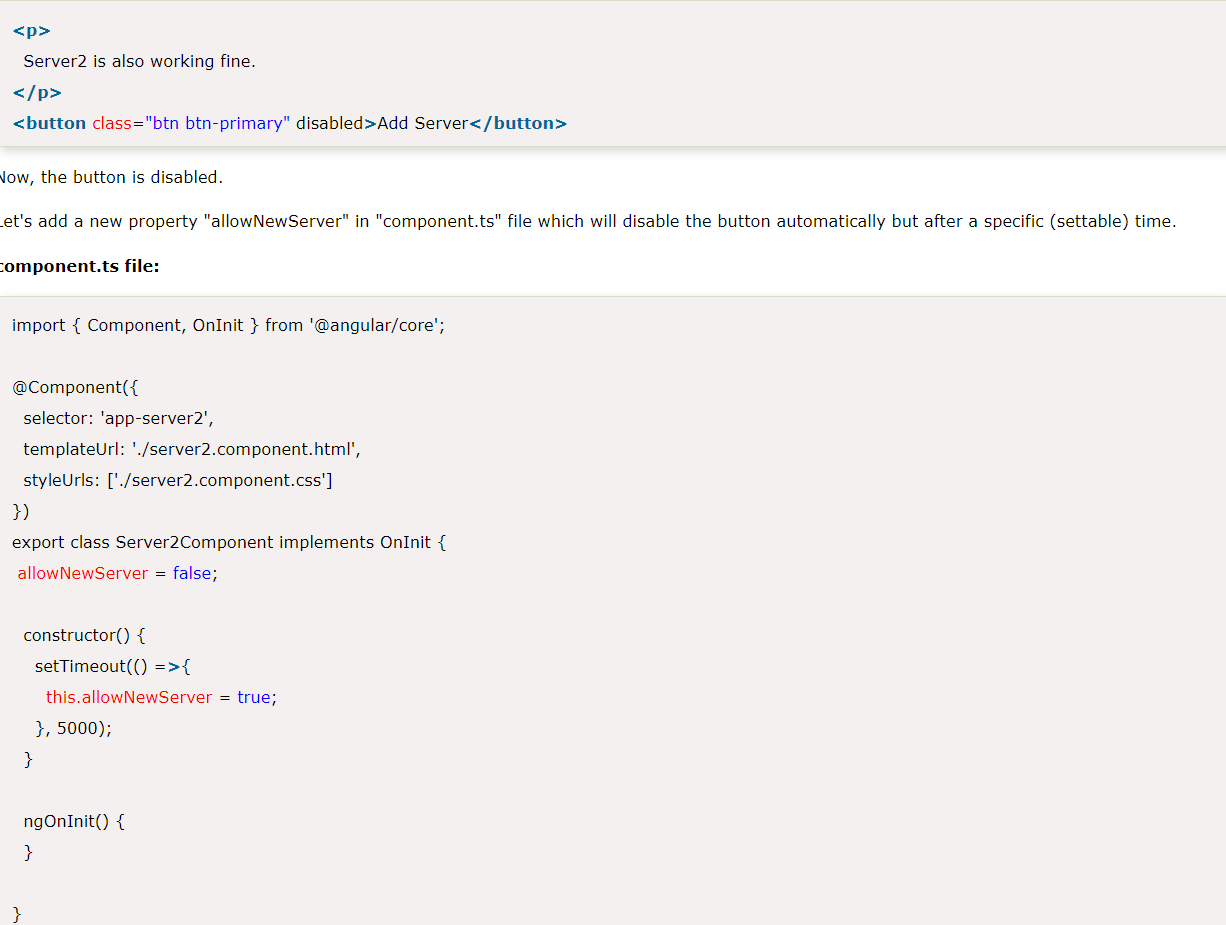 <p>
Server2 is also working fine.
</p>
<button class="btn btn-primary" disabled>Add Server</button>
Now, the button is disabled.
Let's add a new property "allowNewServer" in "component.ts" file which will disable the button automatically but after a specific (settable) time.
component.ts file:
import { Component, OnInit } from '@angular/core';
@Component({
selector: 'app-server2',
templateUrl: './server2.component.html',
styleUrls: ['./server2.component.css']
})
export class Server2Component implements OnInit {
allowNewServer = false;
constructor() {
setTimeout(() =>{
this.allowNewServer = true;
}, 5000);
}
ngOnInit() {
}
}